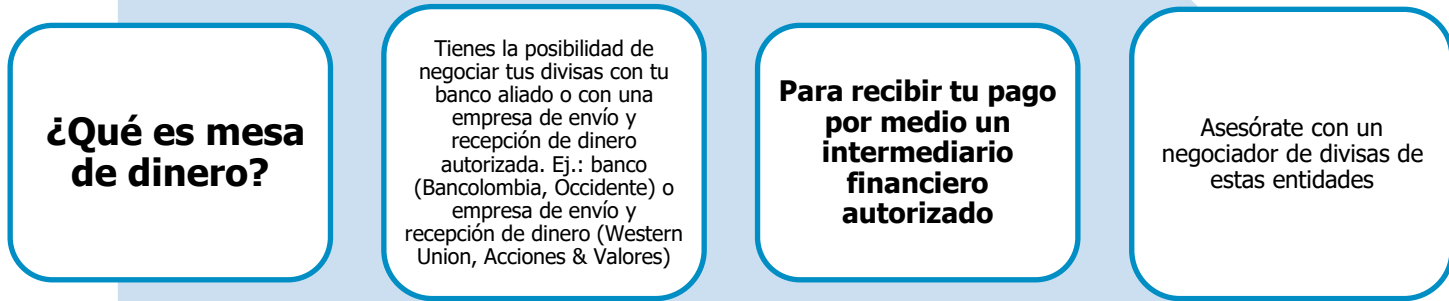 ¿Qué es mesa
de dinero?
Tienes la posibilidad de
negociar tus divisas con tu
banco aliado o con una
empresa de envío y
recepción de dinero
autorizada. Ej.: banco
(Bancolombia, Occidente) o
empresa de envío y
recepción de dinero (Western
Union, Acciones & Valores)
Para recibir tu pago
por medio un
intermediario
financiero
autorizado
Asesórate con un
negociador de divisas de
estas entidades